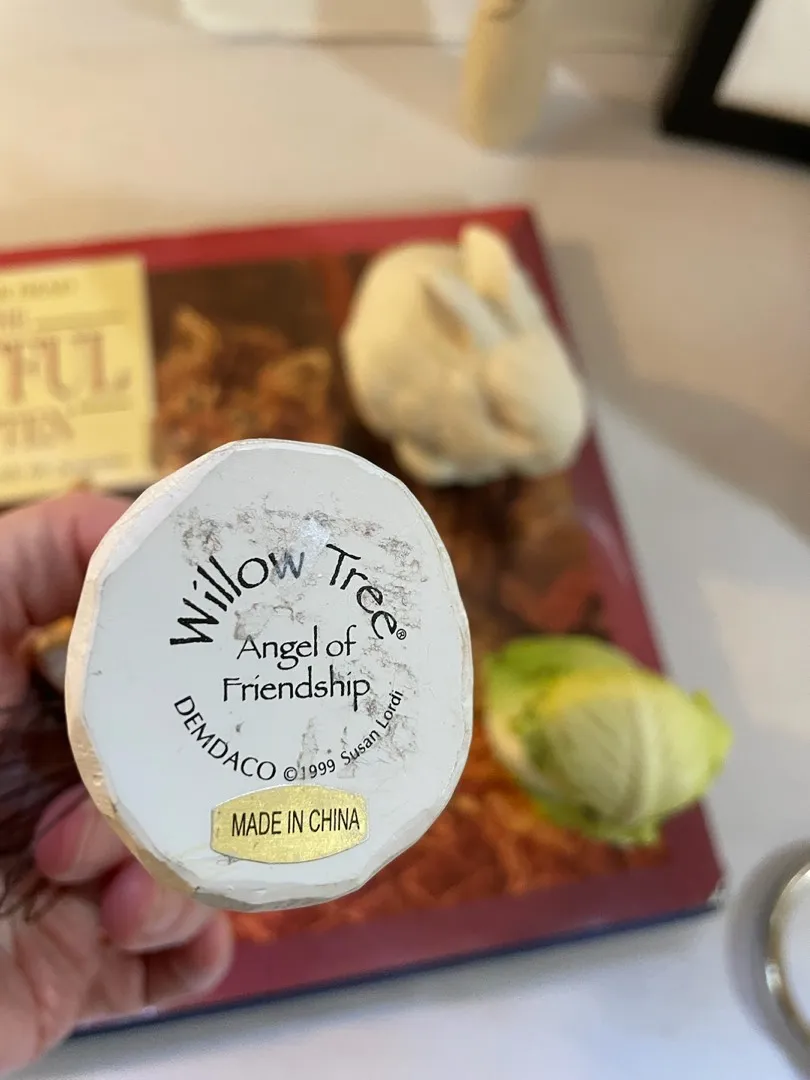 Willow Tree®
Angel of
Friendship
DEMDACO ©1999 Susan Lordi
MADE IN CHINA